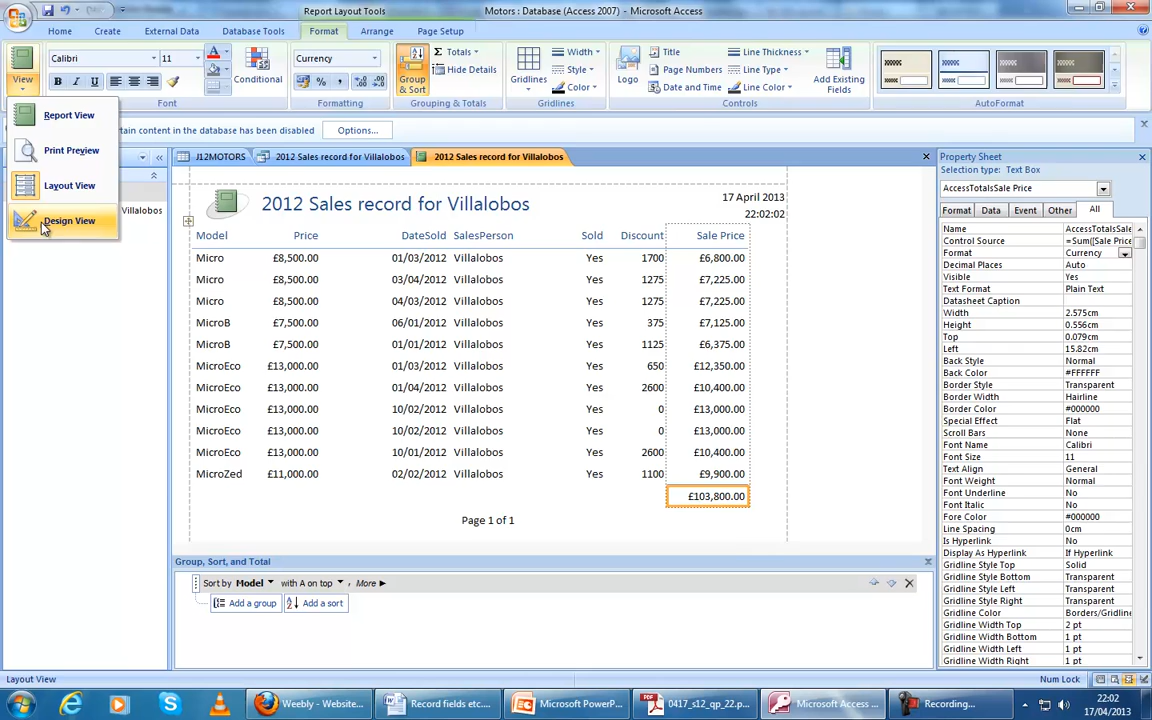 Report Layout Tools
Motors : Database (Access 2007) - Microsoft Access
Home Create External Data Database Tools Format Arrange Page Setup
View
Calibri 11
B I U
Font
Conditional
Currency
% ,
Formatting
Group & Sort
Σ Totals
Hide Details
Grouping & Totals
Gridlines
Width
Style
Color
Gridlines
Logo
Title
Page Numbers
Date and Time
Line Thickness
Line Type
Line Color
Add Existing Fields
Controls
AutoFormat
Report View
Print Preview
Layout View
Design View
rtain content in the database has been disabled Options...
Villalobos
J12MOTORS 2012 Sales record for Villalobos 2012 Sales record for Villalobos
2012 Sales record for Villalobos
17 April 2013
22:02:02
Model Price DateSold SalesPerson Sold Discount Sale Price
Micro £8,500.00 01/03/2012 Villalobos Yes 1700 £6,800.00
Micro £8,500.00 03/04/2012 Villalobos Yes 1275 £7,225.00
Micro £8,500.00 04/03/2012 Villalobos Yes 1275 £7,225.00
MicroB £7,500.00 06/01/2012 Villalobos Yes 375 £7,125.00
MicroB £7,500.00 01/01/2012 Villalobos Yes 1125 £6,375.00
MicroEco £13,000.00 01/03/2012 Villalobos Yes 650 £12,350.00
MicroEco £13,000.00 01/04/2012 Villalobos Yes 2600 £10,400.00
MicroEco £13,000.00 10/02/2012 Villalobos Yes 0 £13,000.00
MicroEco £13,000.00 10/02/2012 Villalobos Yes 0 £13,000.00
MicroEco £13,000.00 10/01/2012 Villalobos Yes 2600 £10,400.00
MicroZed £11,000.00 02/02/2012 Villalobos Yes 1100 £9,900.00
£103,800.00
Page 1 of 1
Group, Sort, and Total
Sort by Model with A on top , More
Add a group Add a sort
Property Sheet
Selection type: Text Box
AccessTotalsSale Price
Format Data Event Other All
Name AccessTotalsSale
Control Source =Sum([Sale Price
Format Currency
Decimal Places Auto
Visible Yes
Text Format Plain Text
Datasheet Caption
Width 2.575cm
Height 0.556cm
Top 0.079cm
Left 15.82cm
Back Style Normal
Back Color #FFFFFF
Border Style Transparent
Border Width Hairline
Border Color #000000
Special Effect Flat
Scroll Bars None
Font Name Calibri
Font Size 11
Text Align General
Font Weight Normal
Font Underline No
Font Italic No
Fore Color #000000
Line Spacing 0cm
Is Hyperlink No
Display As Hyperlink If Hyperlink
Gridline Style Top Solid
Gridline Style Bottom Transparent
Gridline Style Left Transparent
Gridline Style Right Transparent
Gridline Color Borders/Gridlin
Gridline Width Top 2 pt
Gridline Width Bottom 1 pt
Gridline Width Left 1 pt
Gridline Width Right 1 pt
Layout View Num Lock
Weebly - Website... Record fields etc.... Microsoft PowerP... 0417_s12_qp_22.p... Microsoft Access ... Recording...
22:02
17/04/2013